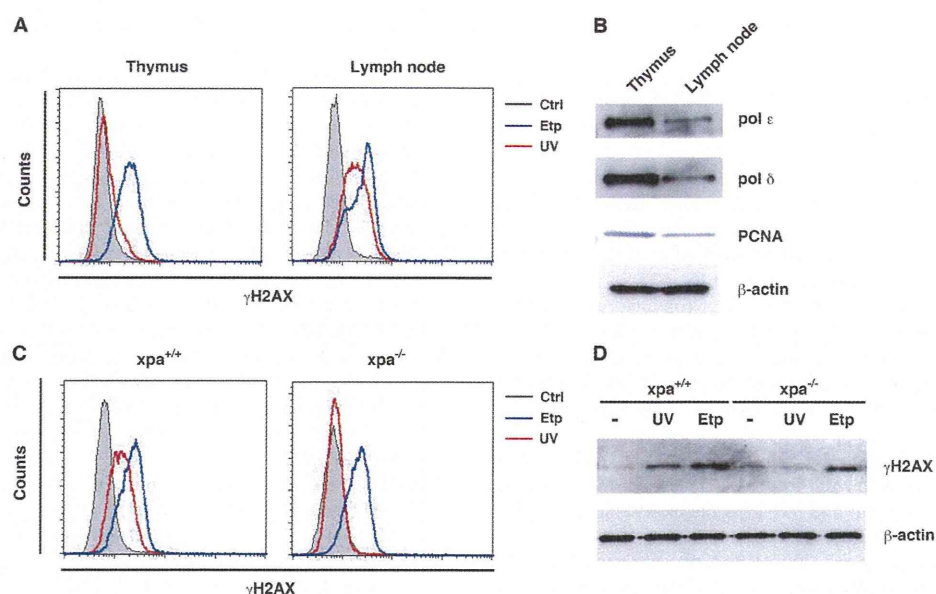 A
Thymus
Lymph node
Counts
Ctrl
Etp
UV
γH2AX
B
Thymus
Lymph node
pol ε
pol δ
PCNA
β-actin
C
xpa+/+
xpa-/-
Counts
Ctrl
Etp
UV
γH2AX
D
xpa+/+ xpa-/-
- UV Etp - UV Etp
γH2AX
β-actin